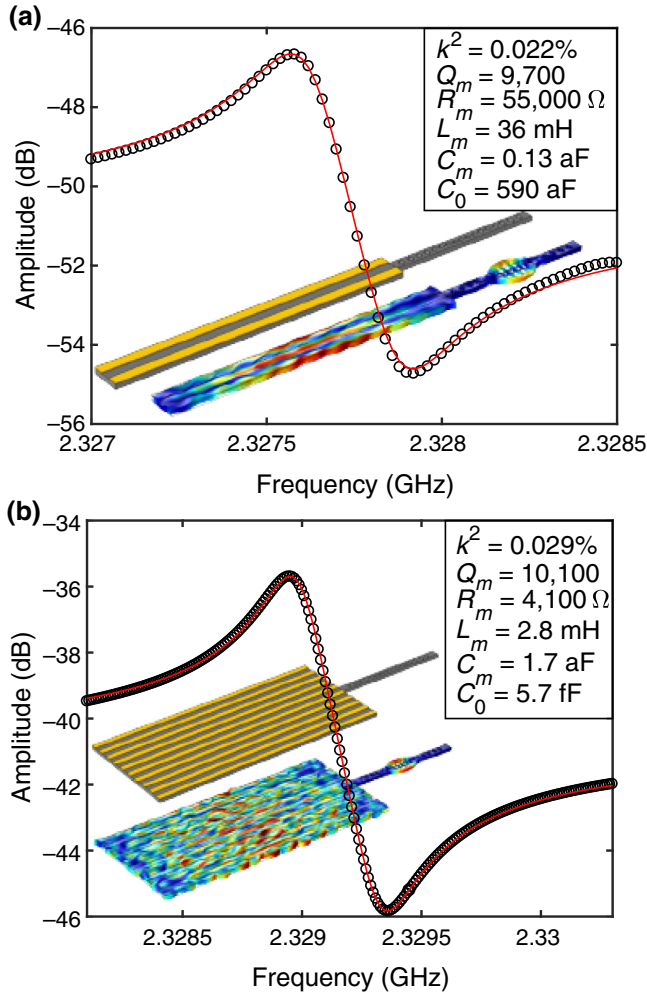 (a)
−46
−48
−50
−52
−54
−56
Amplitude (dB)
k² = 0.022%
Qₘ = 9,700
Rₘ = 55,000 Ω
Lₘ = 36 mH
Cₘ = 0.13 aF
C₀ = 590 aF
2.327 2.3275 2.328 2.3285
Frequency (GHz)
(b)
−34
−36
−38
−40
−42
−44
−46
Amplitude (dB)
k² = 0.029%
Qₘ = 10,100
Rₘ = 4,100 Ω
Lₘ = 2.8 mH
Cₘ = 1.7 aF
C₀ = 5.7 fF
2.3285 2.329 2.3295 2.33
Frequency (GHz)